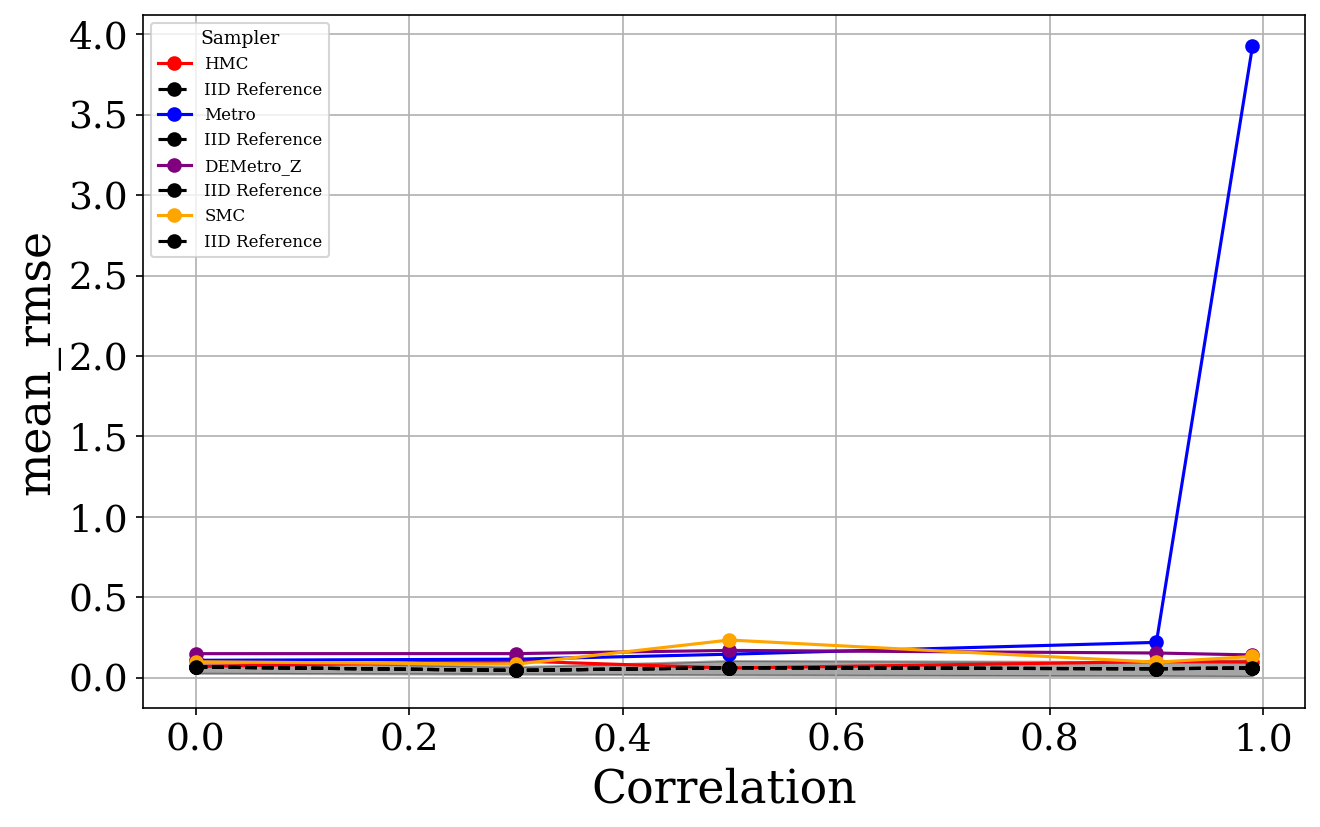 Sampler
HMC
IID Reference
Metro
IID Reference
DEMetro_Z
IID Reference
SMC
IID Reference
mean_rmse
4.0
3.5
3.0
2.5
2.0
1.5
1.0
0.5
0.0
0.0 0.2 0.4 0.6 0.8 1.0
Correlation